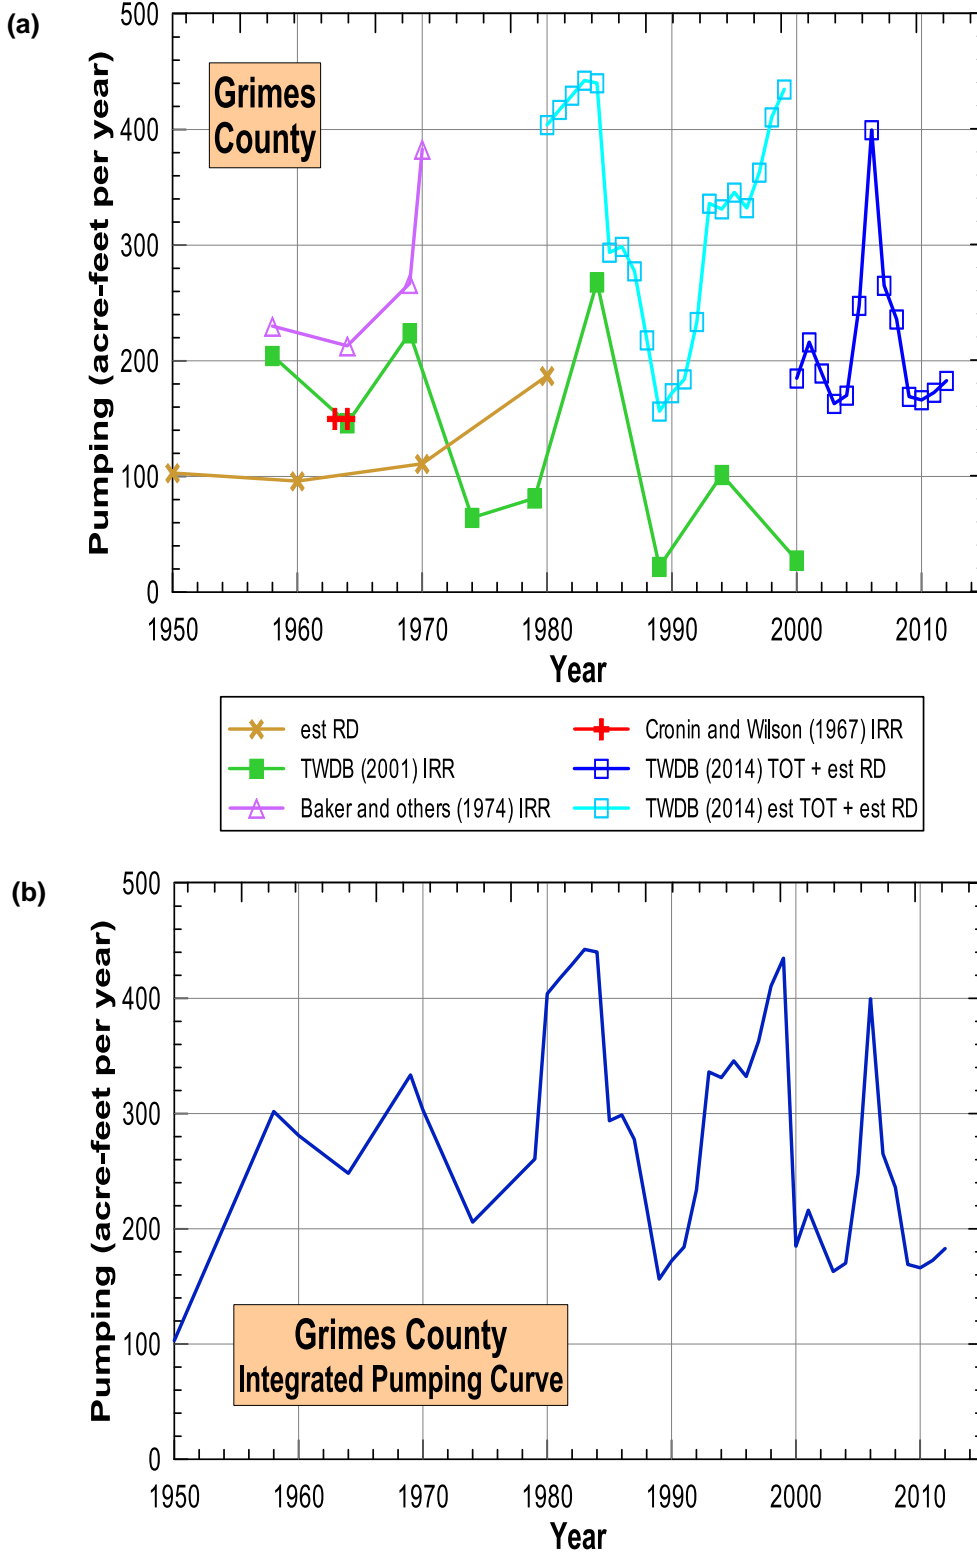 (a)
Grimes
County
Pumping (acre-feet per year)
500
400
300
200
100
0
1950 1960 1970 1980 1990 2000 2010
Year
est RD
TWDB (2001) IRR
Baker and others (1974) IRR
Cronin and Wilson (1967) IRR
TWDB (2014) TOT + est RD
TWDB (2014) est TOT + est RD
(b)
Pumping (acre-feet per year)
500
400
300
200
100
0
Grimes County
Integrated Pumping Curve
1950 1960 1970 1980 1990 2000 2010
Year